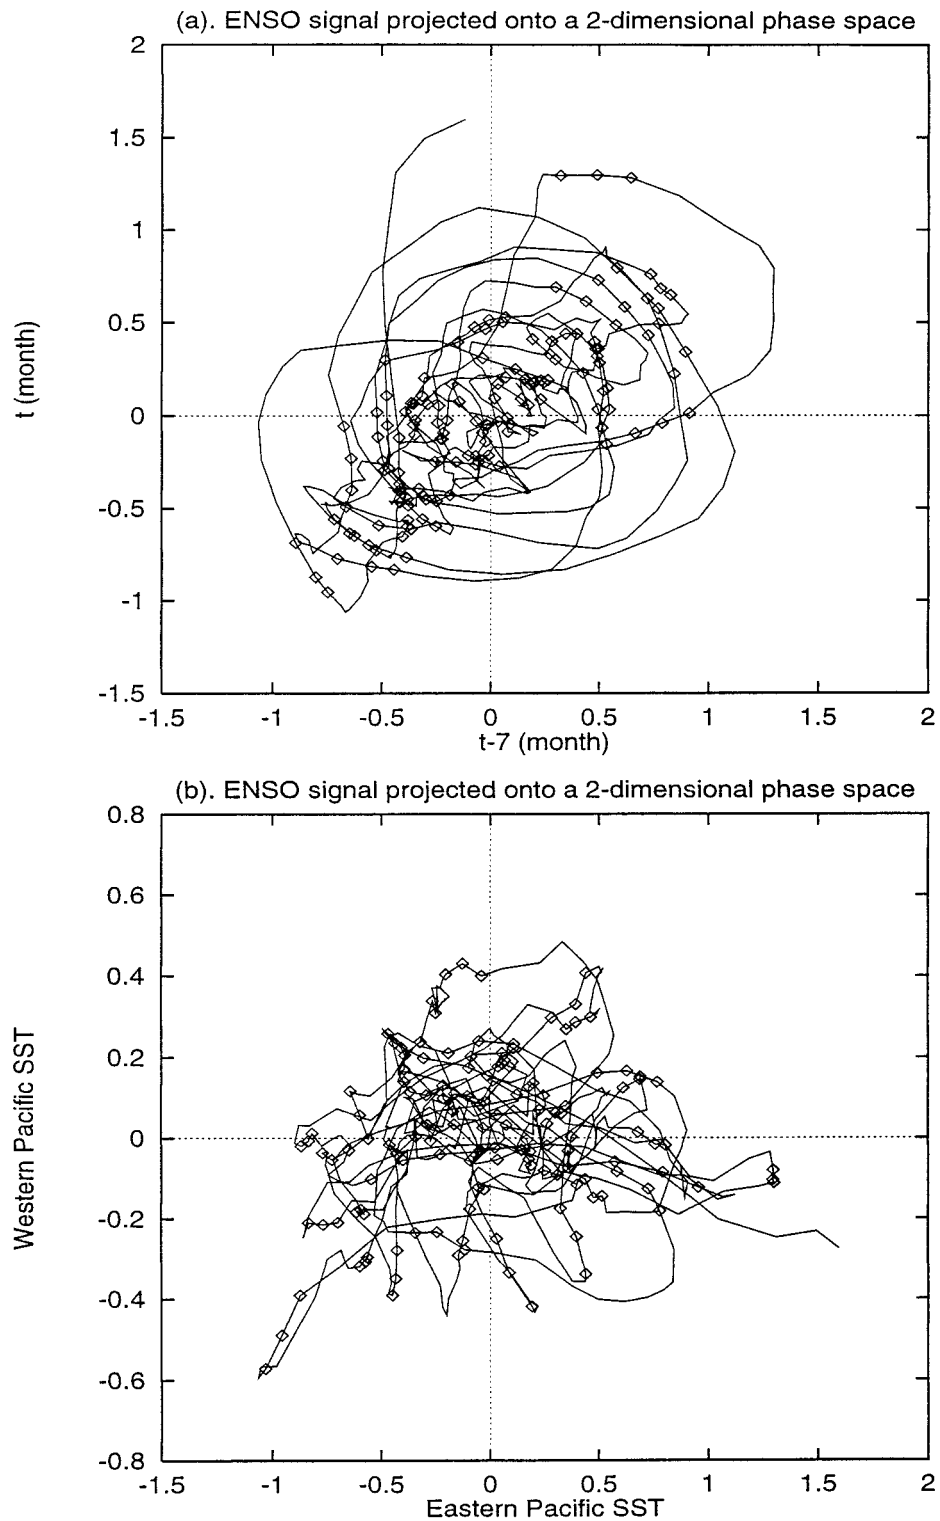 (a). ENSO signal projected onto a 2-dimensional phase space
2
1.5
1
0.5
0
-0.5
-1
-1.5
t (month)
-1.5 -1 -0.5 0 0.5 1 1.5 2
t-7 (month)
(b). ENSO signal projected onto a 2-dimensional phase space
0.8
0.6
0.4
0.2
0
-0.2
-0.4
-0.6
-0.8
Western Pacific SST
-1.5 -1 -0.5 0 0.5 1 1.5 2
Eastern Pacific SST